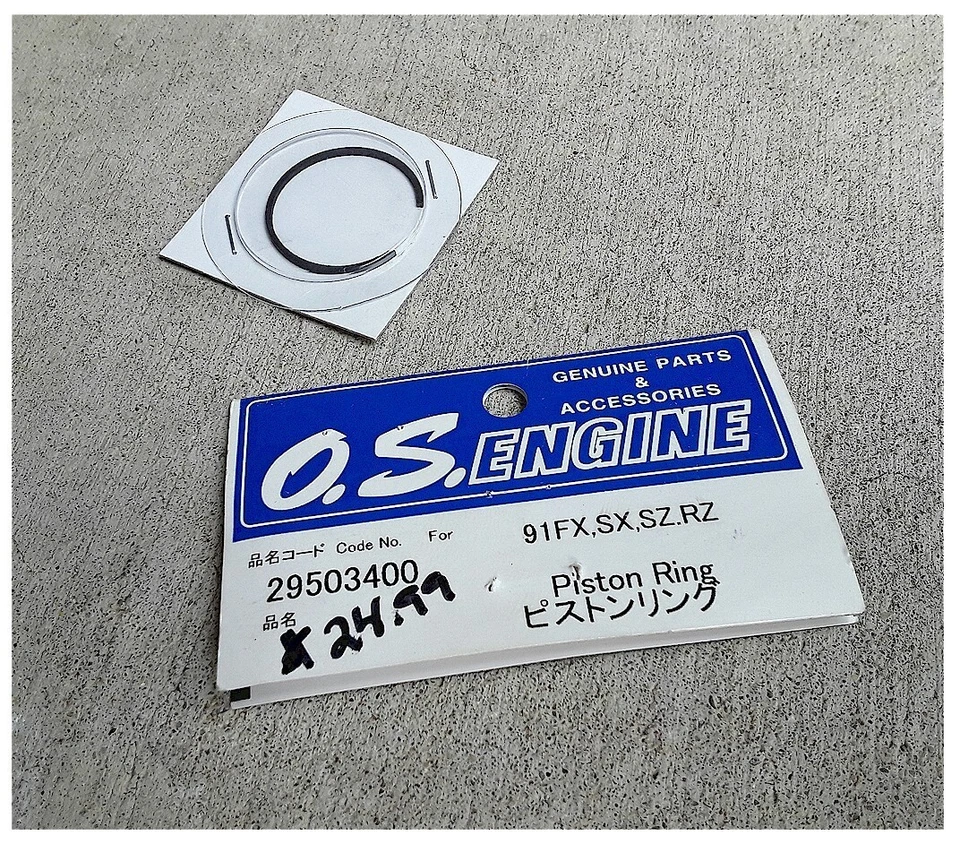 GENUINE PARTS
&
ACCESSORIES
O.S. ENGINE
品名コード Code No. For
91FX,SX,SZ.RZ
29503400
Piston Ring
品名
ピストンリング
24.99